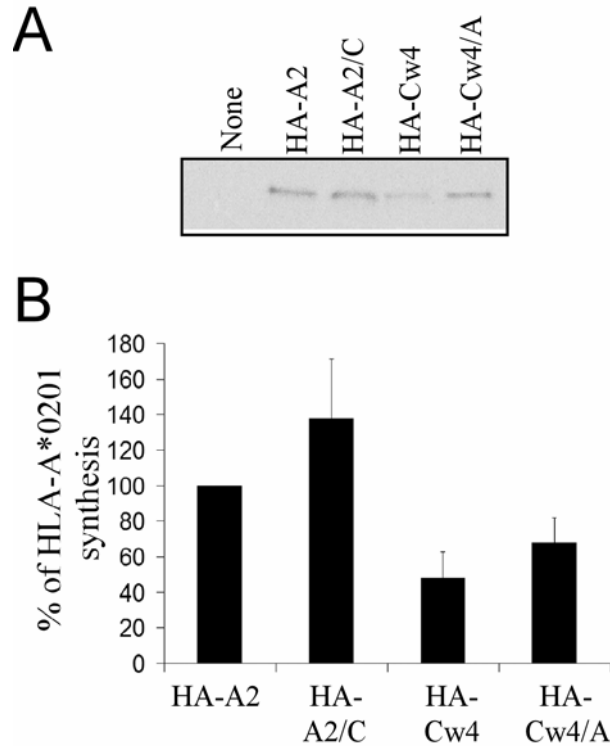 A
None
HA-A2
HA-A2/C
HA-Cw4
HA-Cw4/A
B
% of HLA-A*0201
synthesis
180
160
140
120
100
80
60
40
20
0
HA-A2
HA-
A2/C
HA-
Cw4
HA-
Cw4/A